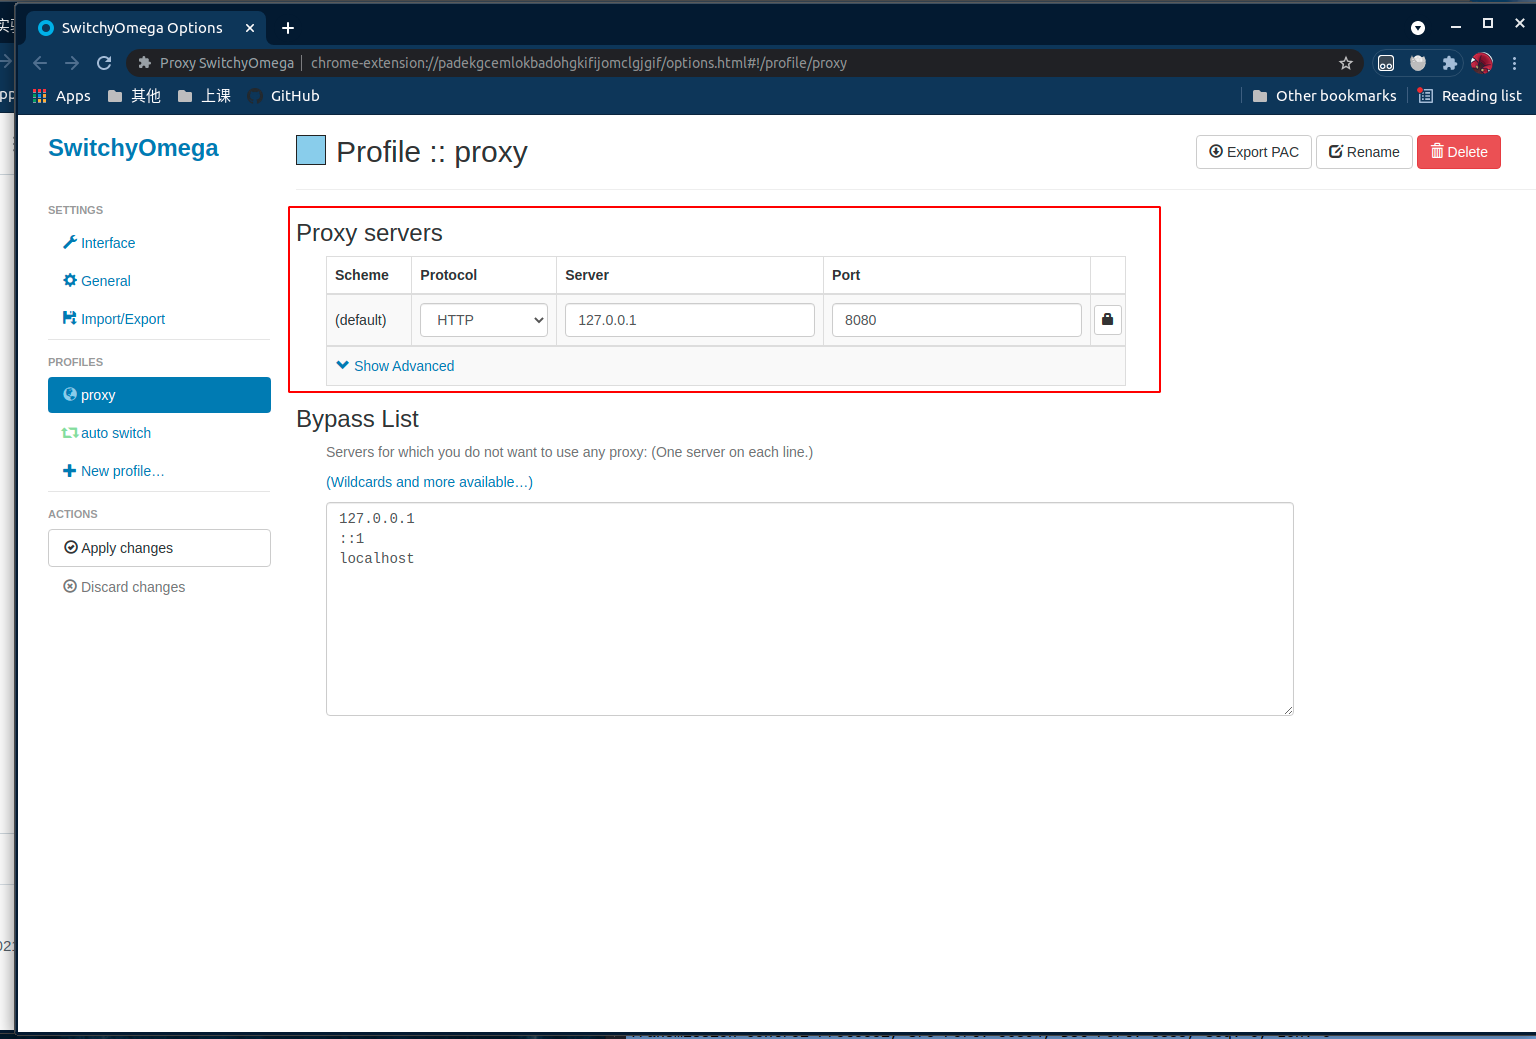 SwitchyOmega Options
Proxy SwitchyOmega | chrome-extension://padekgcemlokbadohgkifijomclgjgif/options.html#!/profile/proxy
Apps 其他 上课 GitHub Other bookmarks Reading list
SwitchyOmega
Profile :: proxy
Export PAC Rename Delete
SETTINGS
Interface
General
Import/Export
PROFILES
proxy
auto switch
New profile…
ACTIONS
Apply changes
Discard changes
Proxy servers
Scheme Protocol Server Port
(default) HTTP 127.0.0.1 8080
Show Advanced
Bypass List
Servers for which you do not want to use any proxy: (One server on each line.)
(Wildcards and more available…)
127.0.0.1
::1
localhost